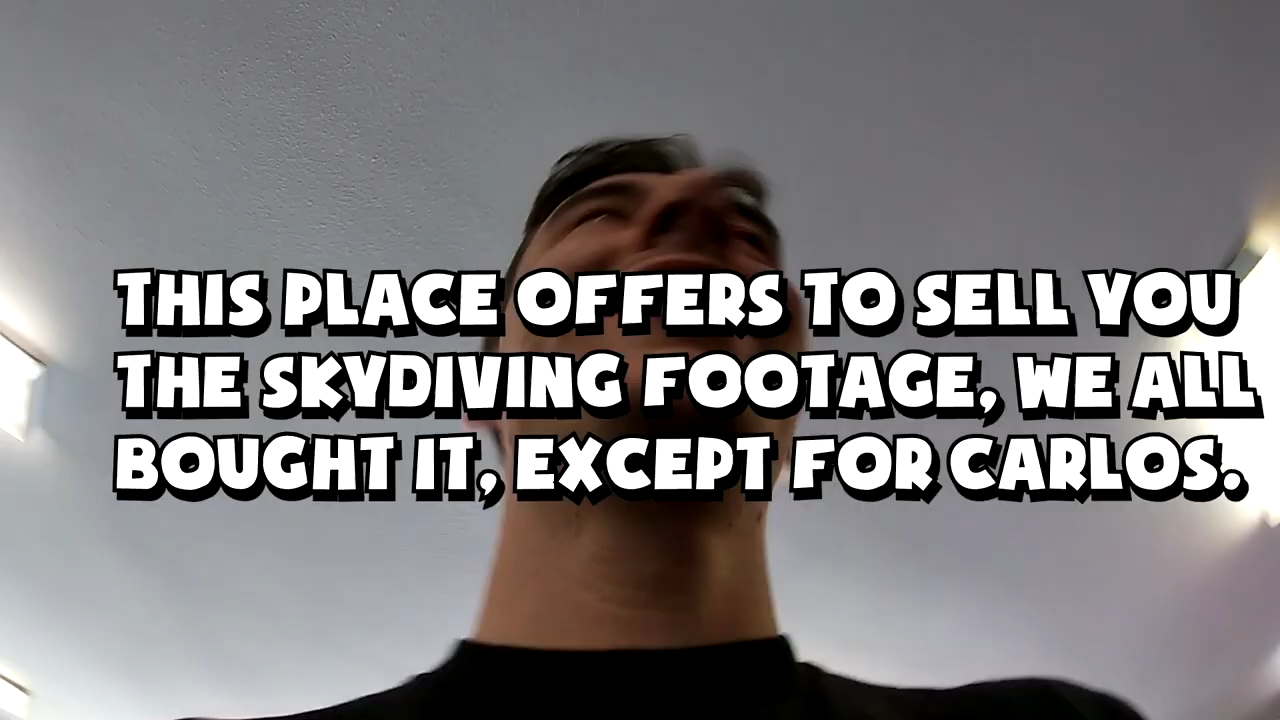 THIS PLACE OFFERS TO SELL YOU
THE SKYDIVING FOOTAGE, WE ALL
BOUGHT IT, EXCEPT FOR CARLOS.